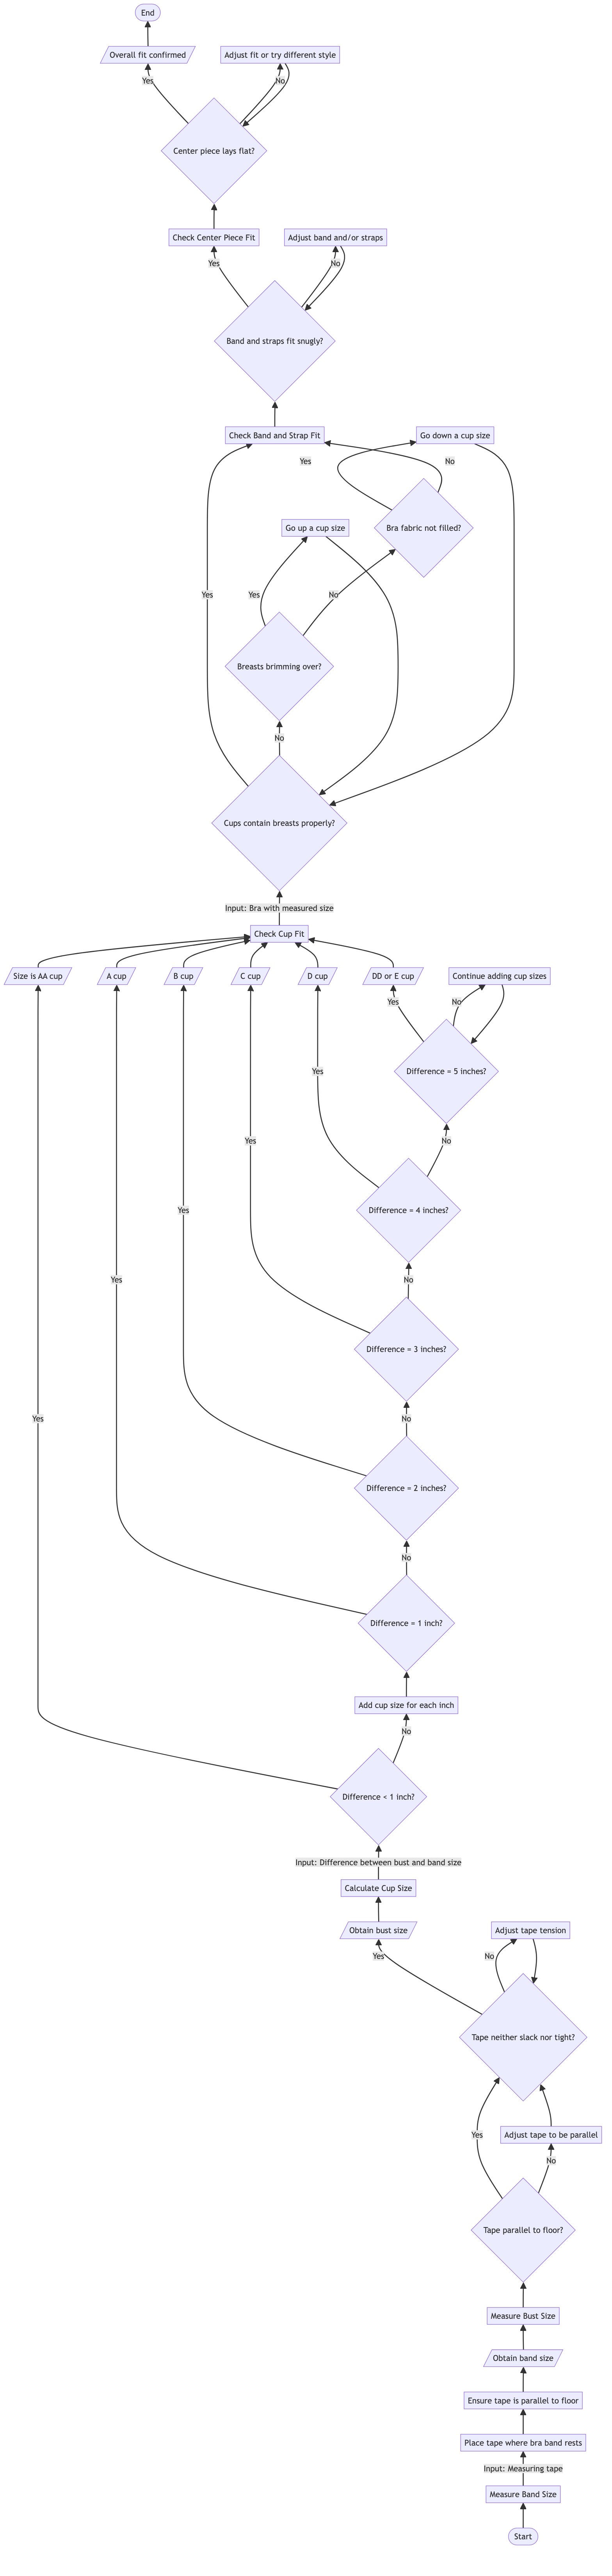 End
Overall fit confirmed
Adjust fit or try different style
Yes
No
Center piece lays flat?
Check Center Piece Fit
Adjust band and/or straps
Yes
No
Band and straps fit snugly?
Check Band and Strap Fit
Go down a cup size
Yes
No
Go up a cup size
Bra fabric not filled?
Yes
Yes
No
Breasts brimming over?
No
Cups contain breasts properly?
Input: Bra with measured size
Check Cup Fit
Size is AA cup
A cup
B cup
C cup
D cup
DD or E cup
Continue adding cup sizes
Yes
No
Difference = 5 inches?
Yes
Yes
No
Yes
Difference = 4 inches?
Yes
No
Difference = 3 inches?
Yes
No
Difference = 2 inches?
No
Difference = 1 inch?
Add cup size for each inch
No
Difference < 1 inch?
Input: Difference between bust and band size
Calculate Cup Size
Obtain bust size
Adjust tape tension
Yes
No
Tape neither slack nor tight?
Yes
Adjust tape to be parallel
No
Tape parallel to floor?
Measure Bust Size
Obtain band size
Ensure tape is parallel to floor
Place tape where bra band rests
Input: Measuring tape
Measure Band Size
Start